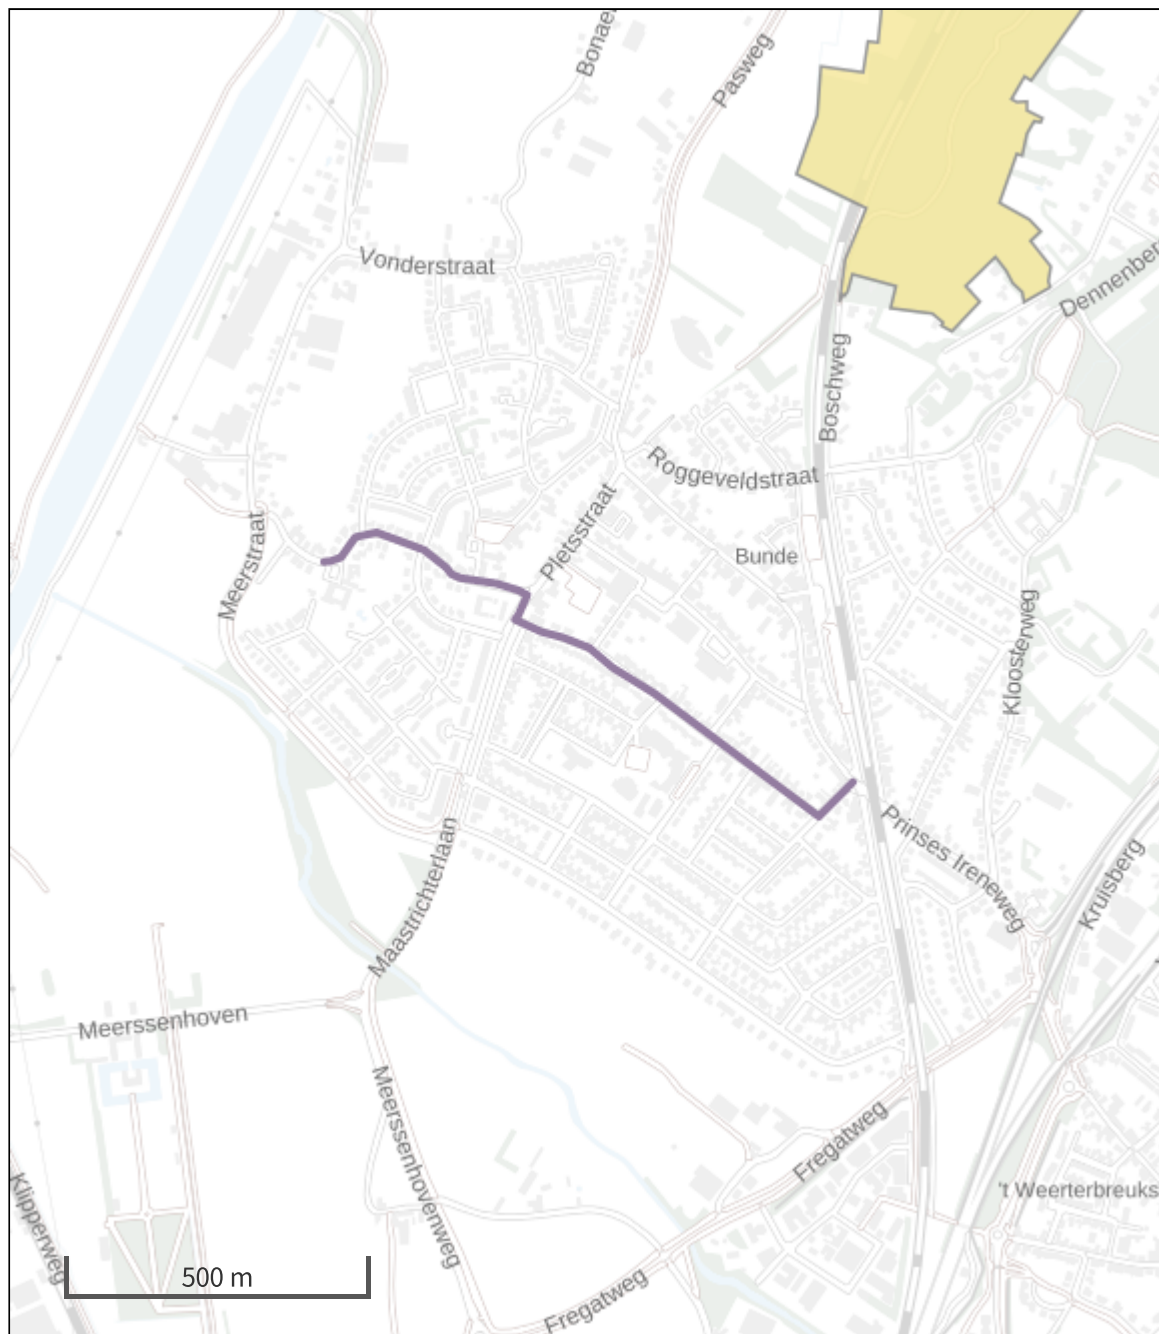 Bonaer
Pasweg
Vonderstraat
Dennenber
Boschweg
Roggeveldstraat
Pletsstraat
Meerstraat
Bunde
Kloosterweg
Prinses Ireneweg
Kruisberg
Maastrichterlaan
Meerssenhoven
Meerssenhovenweg
Fregatweg
't Weerterbreuks
Klipperweg
500 m
Fregatweg